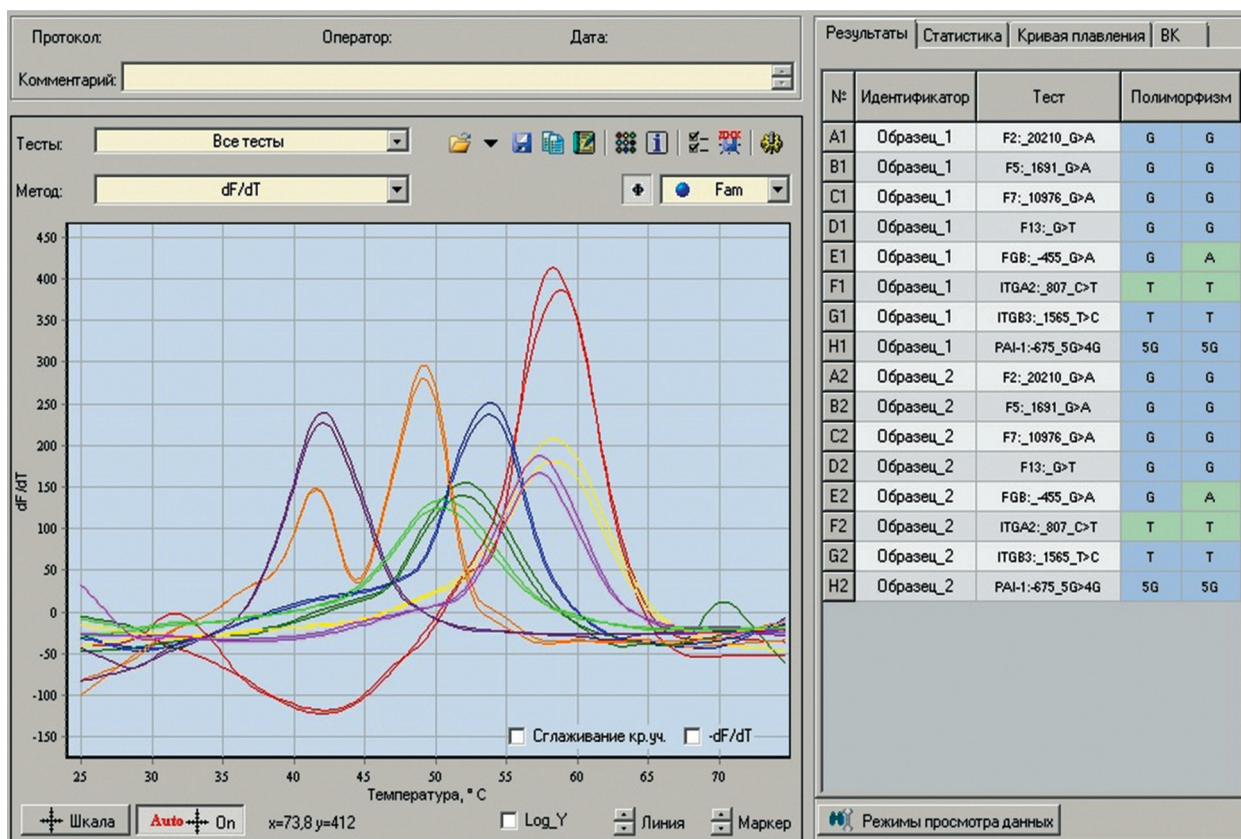 Протокол: Оператор: Дата:
Комментарий:
Тесты: Все тесты
Метод: dF/dT Ф Fam
450
400
350
300
250
200
150
100
50
0
-50
-100
-150
dF/dT
Сглаживание кр.уч. -dF/dT
25 30 35 40 45 50 55 60 65 70
Температура, ° C
Шкала Auto On x=73,8 y=412 Log_Y Линия Маркер
Результаты Статистика Кривая плавления ВК
№ Идентификатор Тест Полиморфизм
A1 Образец_1 F2:_20210_G>A G G
B1 Образец_1 F5:_1691_G>A G G
C1 Образец_1 F7:_10976_G>A G G
D1 Образец_1 F13:_G>T G G
E1 Образец_1 FGB:_-455_G>A G A
F1 Образец_1 ITGA2:_807_C>T T T
G1 Образец_1 ITGB3:_1565_T>C T T
H1 Образец_1 PAI-1:-675_5G>4G 5G 5G
A2 Образец_2 F2:_20210_G>A G G
B2 Образец_2 F5:_1691_G>A G G
C2 Образец_2 F7:_10976_G>A G G
D2 Образец_2 F13:_G>T G G
E2 Образец_2 FGB:_-455_G>A G A
F2 Образец_2 ITGA2:_807_C>T T T
G2 Образец_2 ITGB3:_1565_T>C T T
H2 Образец_2 PAI-1:-675_5G>4G 5G 5G
Режимы просмотра данных